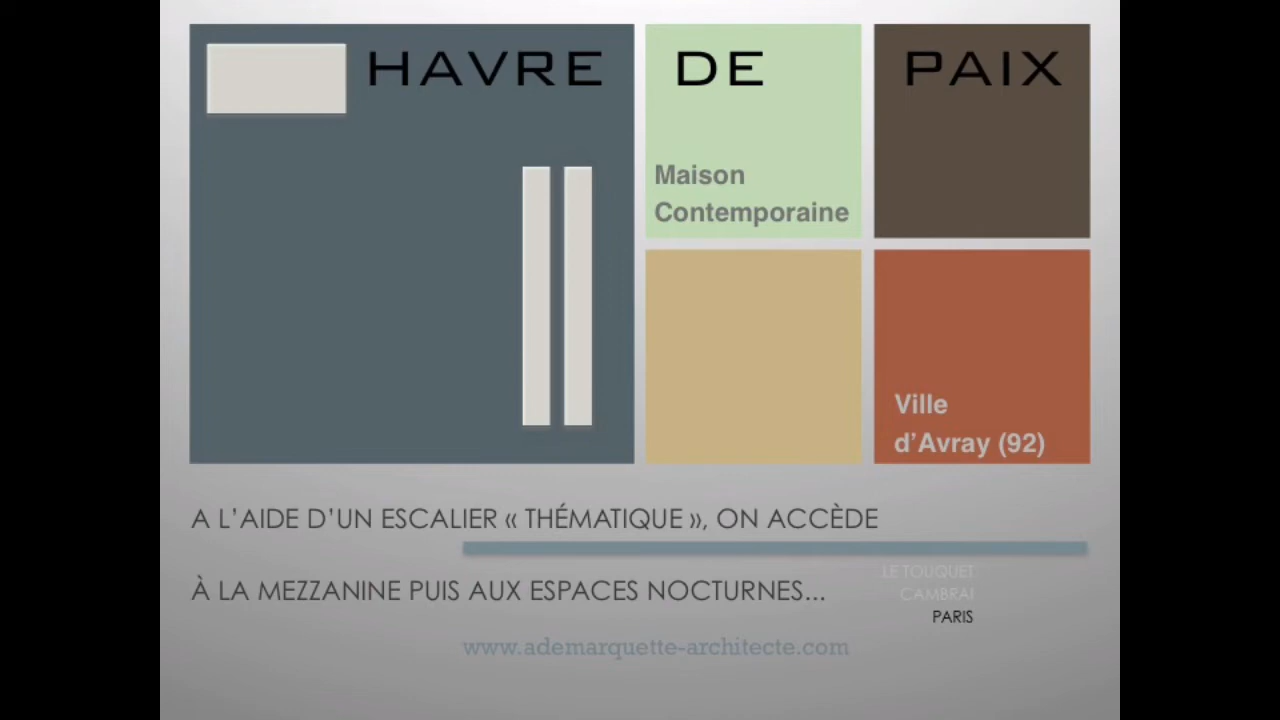 HAVRE DE PAIX
Maison
Contemporaine
Ville
d’Avray (92)
A L’AIDE D’UN ESCALIER « THÉMATIQUE », ON ACCÈDE
À LA MEZZANINE PUIS AUX ESPACES NOCTURNES...
LE TOUQUET
CAMBRAI
PARIS
www.ademarquette-architecte.com